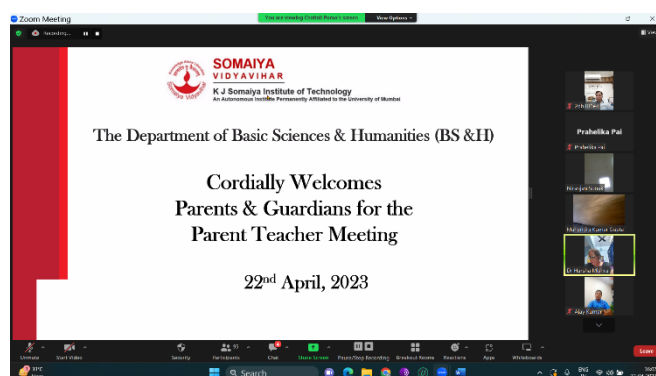 Zoom Meeting
View Options
Recording...
View
SOMAIYA
VIDYAVIHAR
K J Somaiya Institute of Technology
An Autonomous Institute Permanently Affiliated to the University of Mumbai
The Department of Basic Sciences & Humanities (BS &H)
Cordially Welcomes
Parents & Guardians for the
Parent Teacher Meeting
22nd April, 2023
Prahelika Pai
Prahelika Pai
Ajay Kumar
Unmute
Start Video
Security
Participants
Chat
Share Screen
Pause/Stop Recording
Breakout Rooms
Reactions
Apps
Whiteboards
Leave
Search